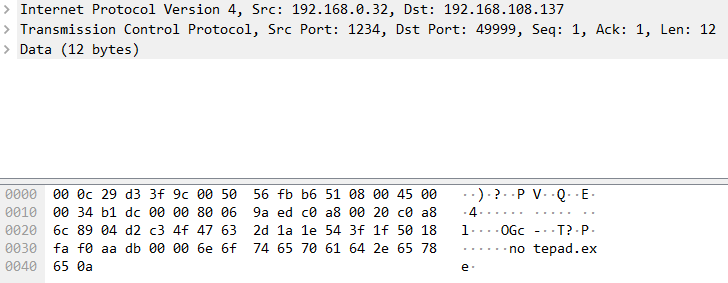 > Internet Protocol Version 4, Src: 192.168.0.32, Dst: 192.168.108.137
> Transmission Control Protocol, Src Port: 1234, Dst Port: 49999, Seq: 1, Ack: 1, Len: 12
> Data (12 bytes)
0000 00 0c 29 d3 3f 9c 00 50 56 fb b6 51 08 00 45 00 ··)·?··P V··Q··E·
0010 00 34 b1 dc 00 00 80 06 9a ed c0 a8 00 20 c0 a8 ·4······ ····· ··
0020 6c 89 04 d2 c3 4f 47 63 2d 1a 1e 54 3f 1f 50 18 l····OGc -··T?·P·
0030 fa f0 aa db 00 00 6e 6f 74 65 70 61 64 2e 65 78 ······no tepad.ex
0040 65 0a e·